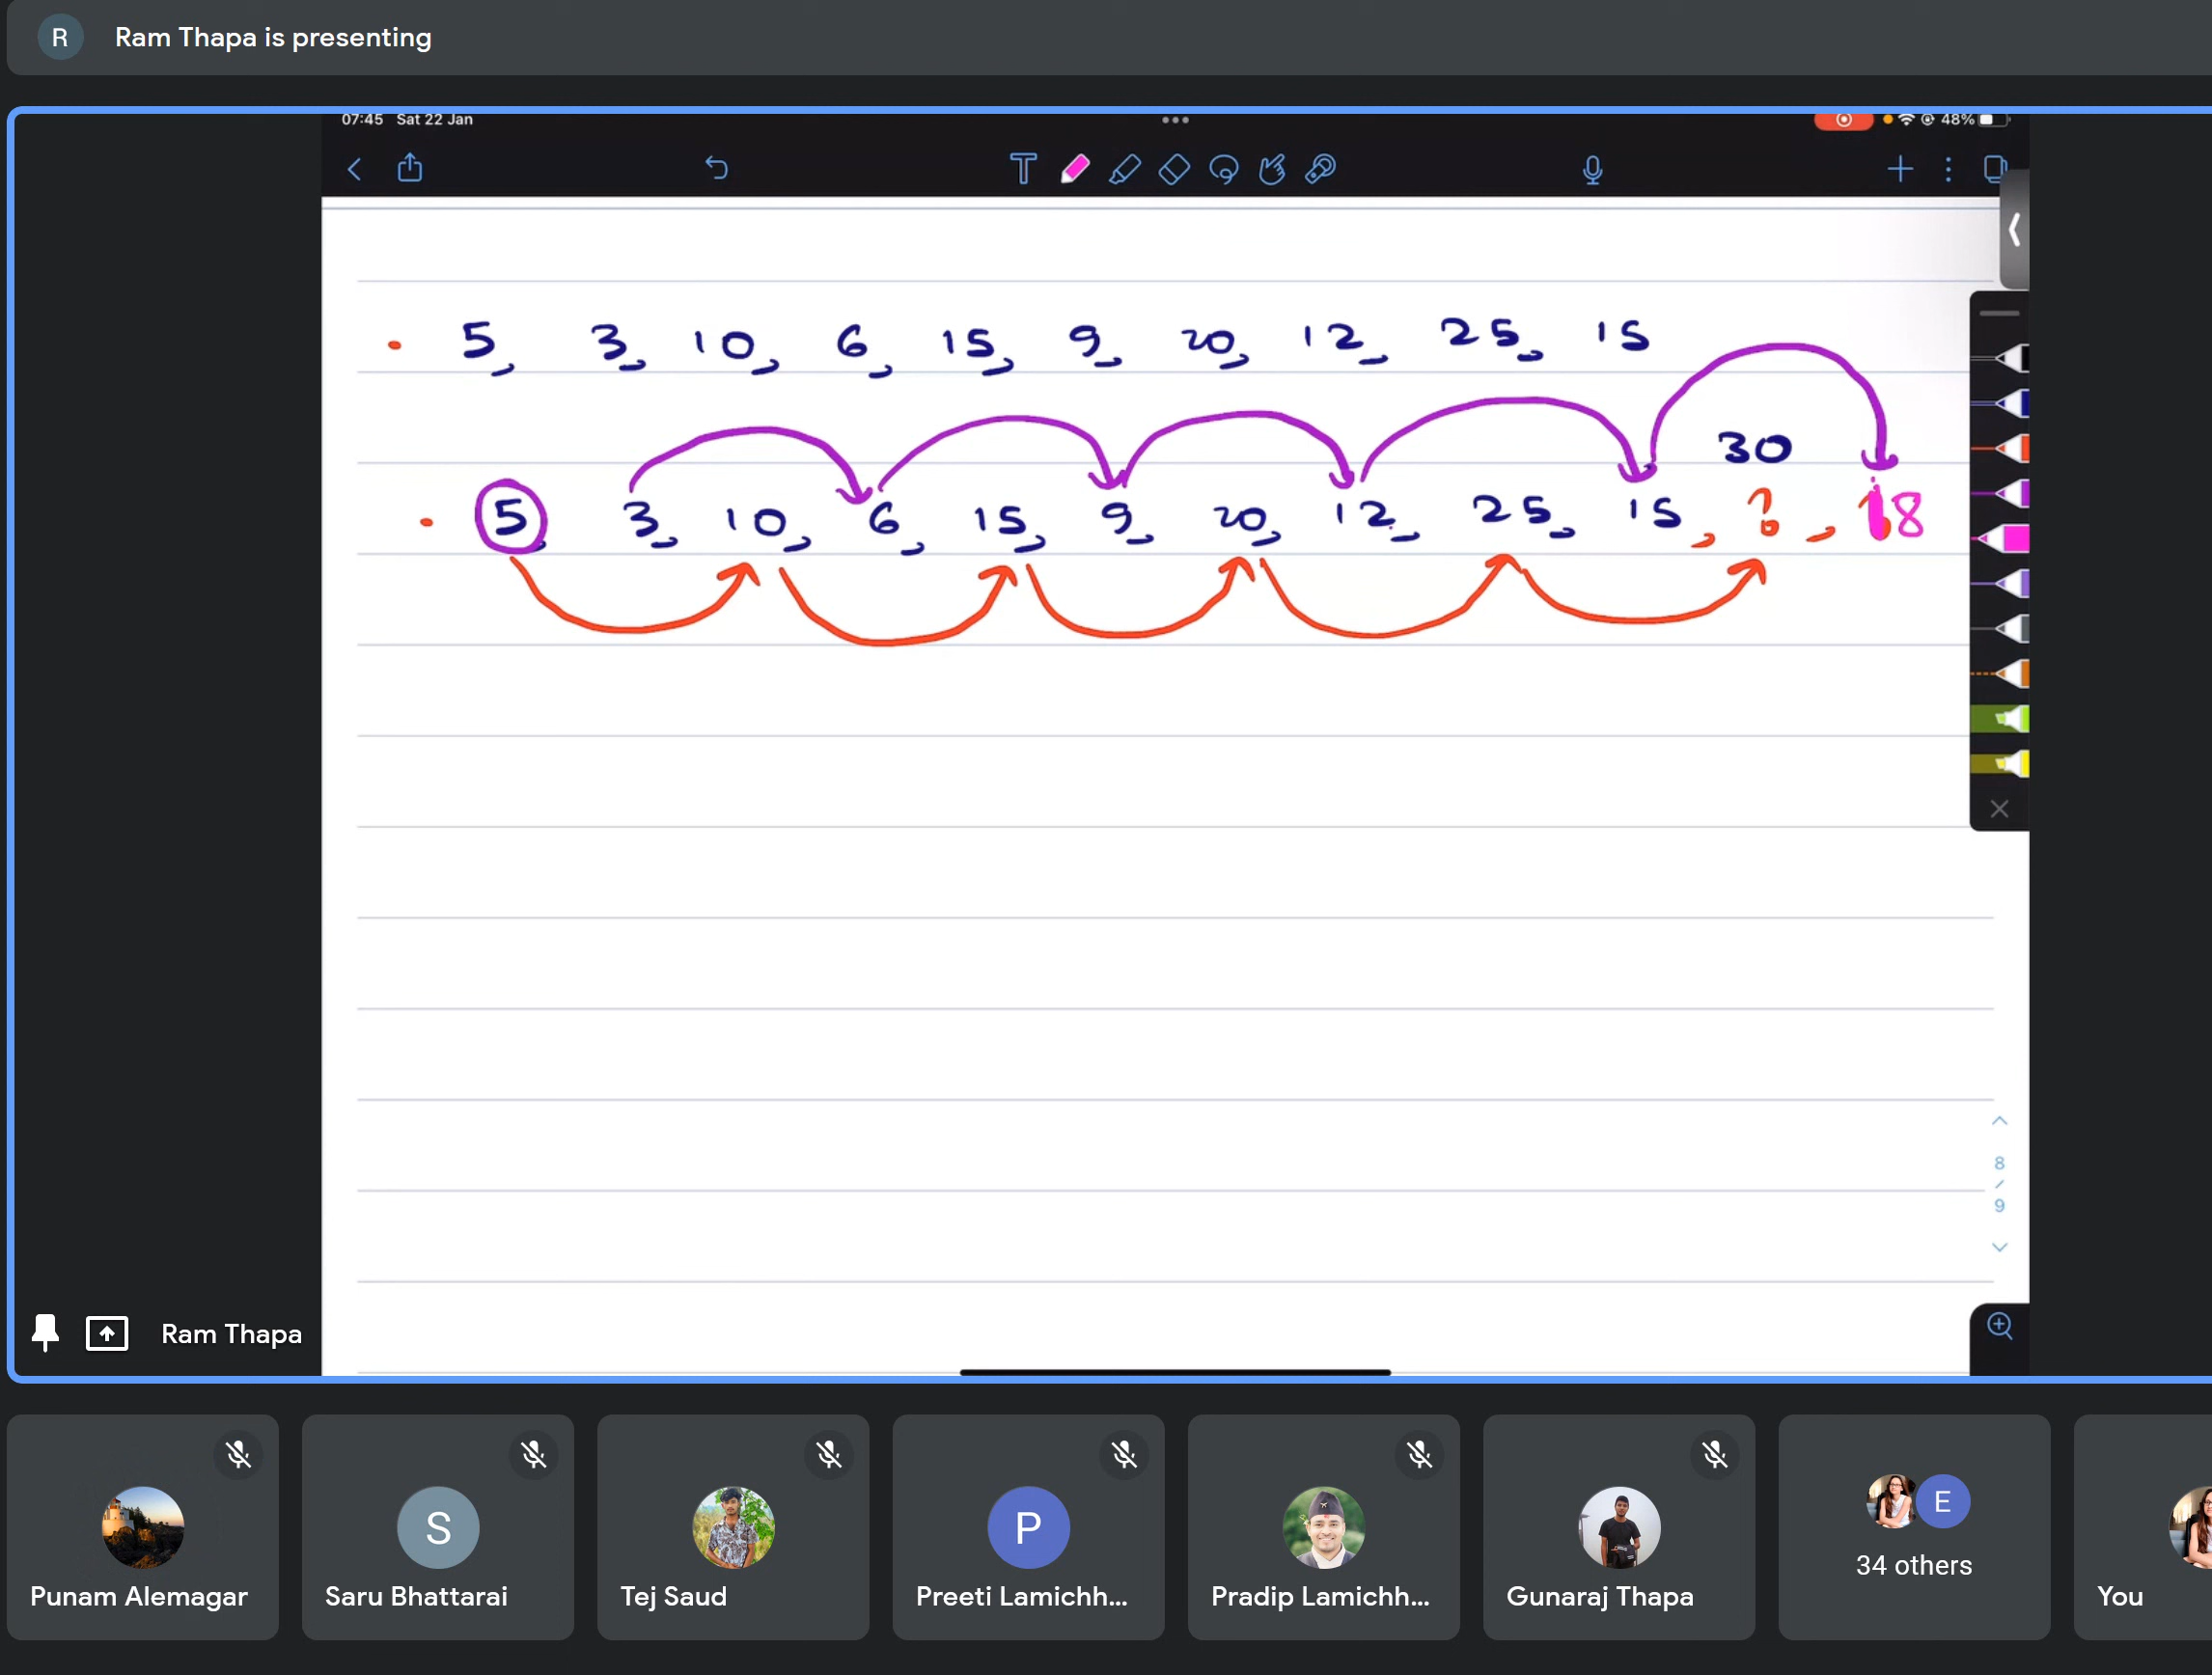 R Ram Thapa is presenting
07:45 Sat 22 Jan
48%
T
5, 3, 10, 6, 15, 9, 20, 12, 25, 15
30
5, 3, 10, 6, 15, 9, 20, 12, 25, 15, ?, 18
8
/
9
Ram Thapa
S P E
34 others
Punam Alemagar Saru Bhattarai Tej Saud Preeti Lamichh... Pradip Lamichh... Gunaraj Thapa You